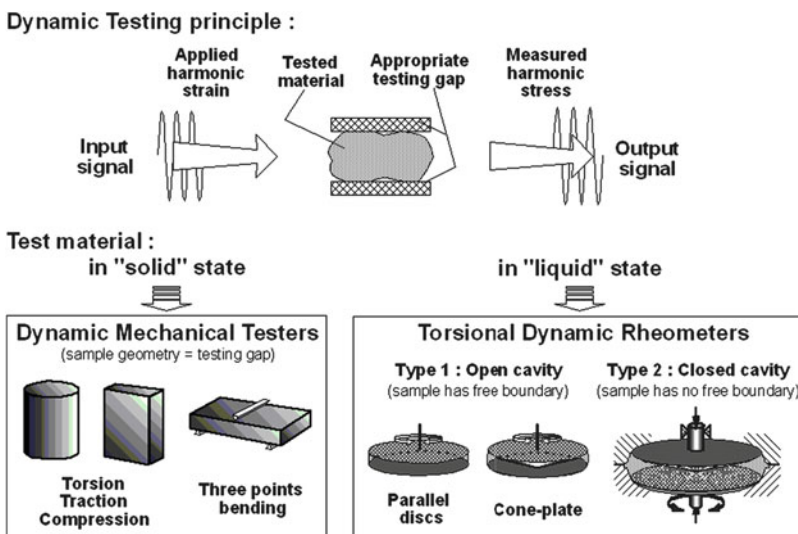 Dynamic Testing principle :
Applied
harmonic
strain
Tested
material
Appropriate
testing gap
Measured
harmonic
stress
Input
signal
Output
signal
Test material :
in "solid" state
in "liquid" state
Dynamic Mechanical Testers
(sample geometry = testing gap)
Torsion
Traction
Compression
Three points
bending
Torsional Dynamic Rheometers
Type 1 : Open cavity
(sample has free boundary)
Type 2 : Closed cavity
(sample has no free boundary)
Parallel
discs
Cone-plate